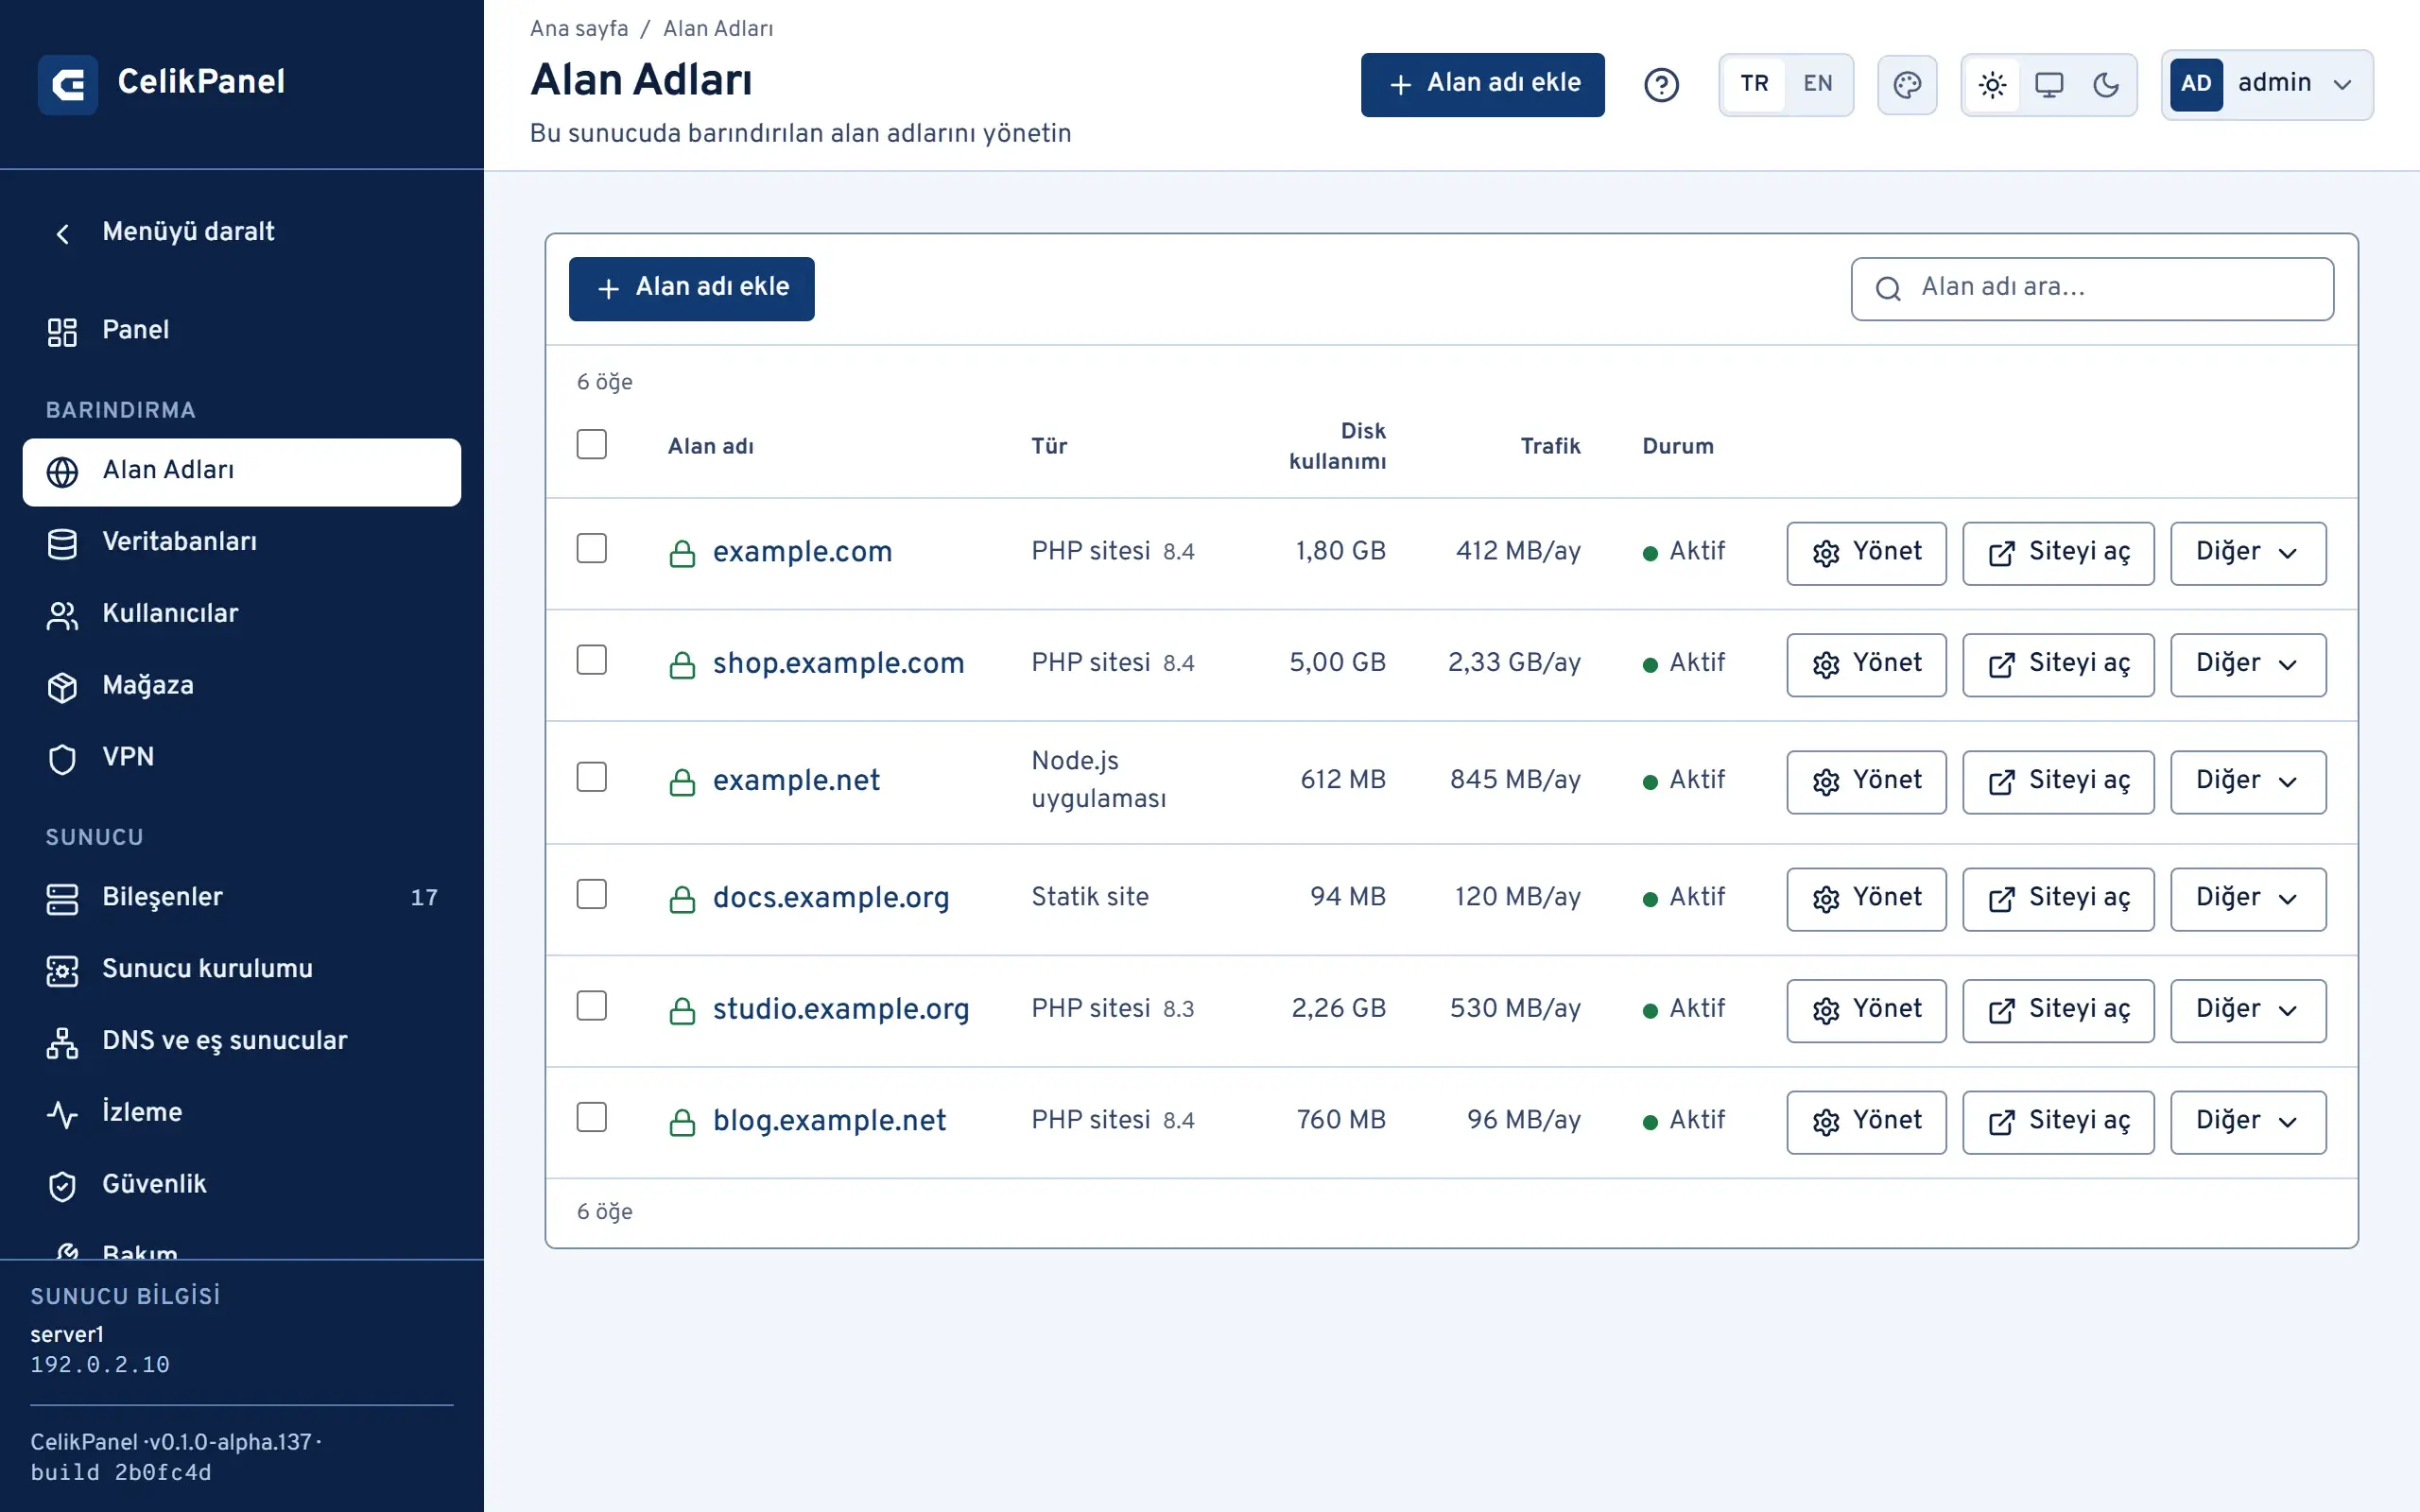 CelikPanel
Menüyü daralt
Panel
BARINDIRMA
Alan Adları
Veritabanları
Kullanıcılar
Mağaza
VPN
SUNUCU
Bileşenler 17
Sunucu kurulumu
DNS ve eş sunucular
İzleme
Güvenlik
Bakım
SUNUCU BİLGİSİ
server1
192.0.2.10
CelikPanel ·v0.1.0-alpha.137·
build 2b0fc4d
Ana sayfa / Alan Adları
Alan Adları
Bu sunucuda barındırılan alan adlarını yönetin
+ Alan adı ekle
TR EN
AD admin
+ Alan adı ekle
Alan adı ara...
6 öğe
Alan adı Tür Disk kullanımı Trafik Durum
example.com PHP sitesi 8.4 1,80 GB 412 MB/ay Aktif Yönet Siteyi aç Diğer
shop.example.com PHP sitesi 8.4 5,00 GB 2,33 GB/ay Aktif Yönet Siteyi aç Diğer
example.net Node.js uygulaması 612 MB 845 MB/ay Aktif Yönet Siteyi aç Diğer
docs.example.org Statik site 94 MB 120 MB/ay Aktif Yönet Siteyi aç Diğer
studio.example.org PHP sitesi 8.3 2,26 GB 530 MB/ay Aktif Yönet Siteyi aç Diğer
blog.example.net PHP sitesi 8.4 760 MB 96 MB/ay Aktif Yönet Siteyi aç Diğer
6 öğe